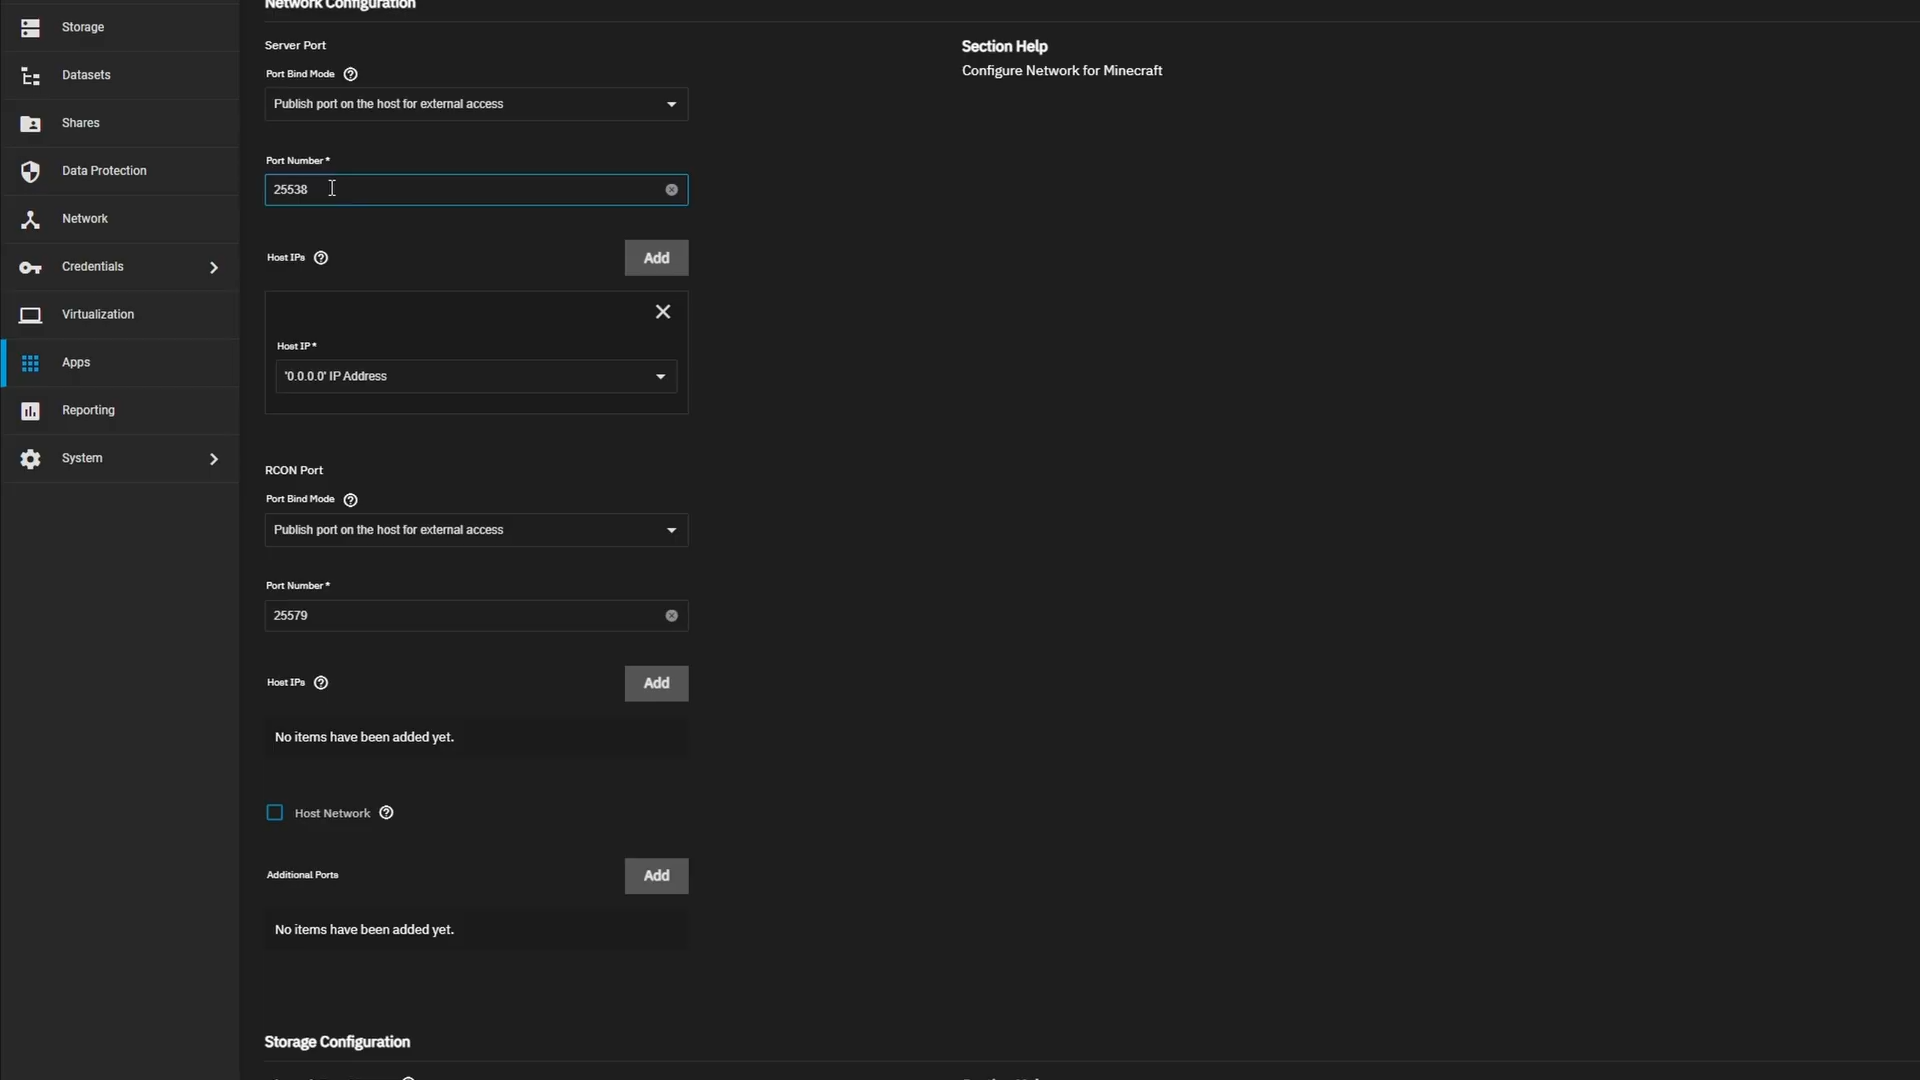 Network Configuration
Storage
Datasets
Shares
Data Protection
Network
Credentials
Virtualization
Apps
Reporting
System
Server Port
Port Bind Mode
Publish port on the host for external access
Port Number *
25538
Host IPs
Add
Host IP *
'0.0.0.0' IP Address
RCON Port
Port Bind Mode
Publish port on the host for external access
Port Number *
25579
Host IPs
Add
No items have been added yet.
Host Network
Additional Ports
Add
No items have been added yet.
Storage Configuration
Section Help
Configure Network for Minecraft